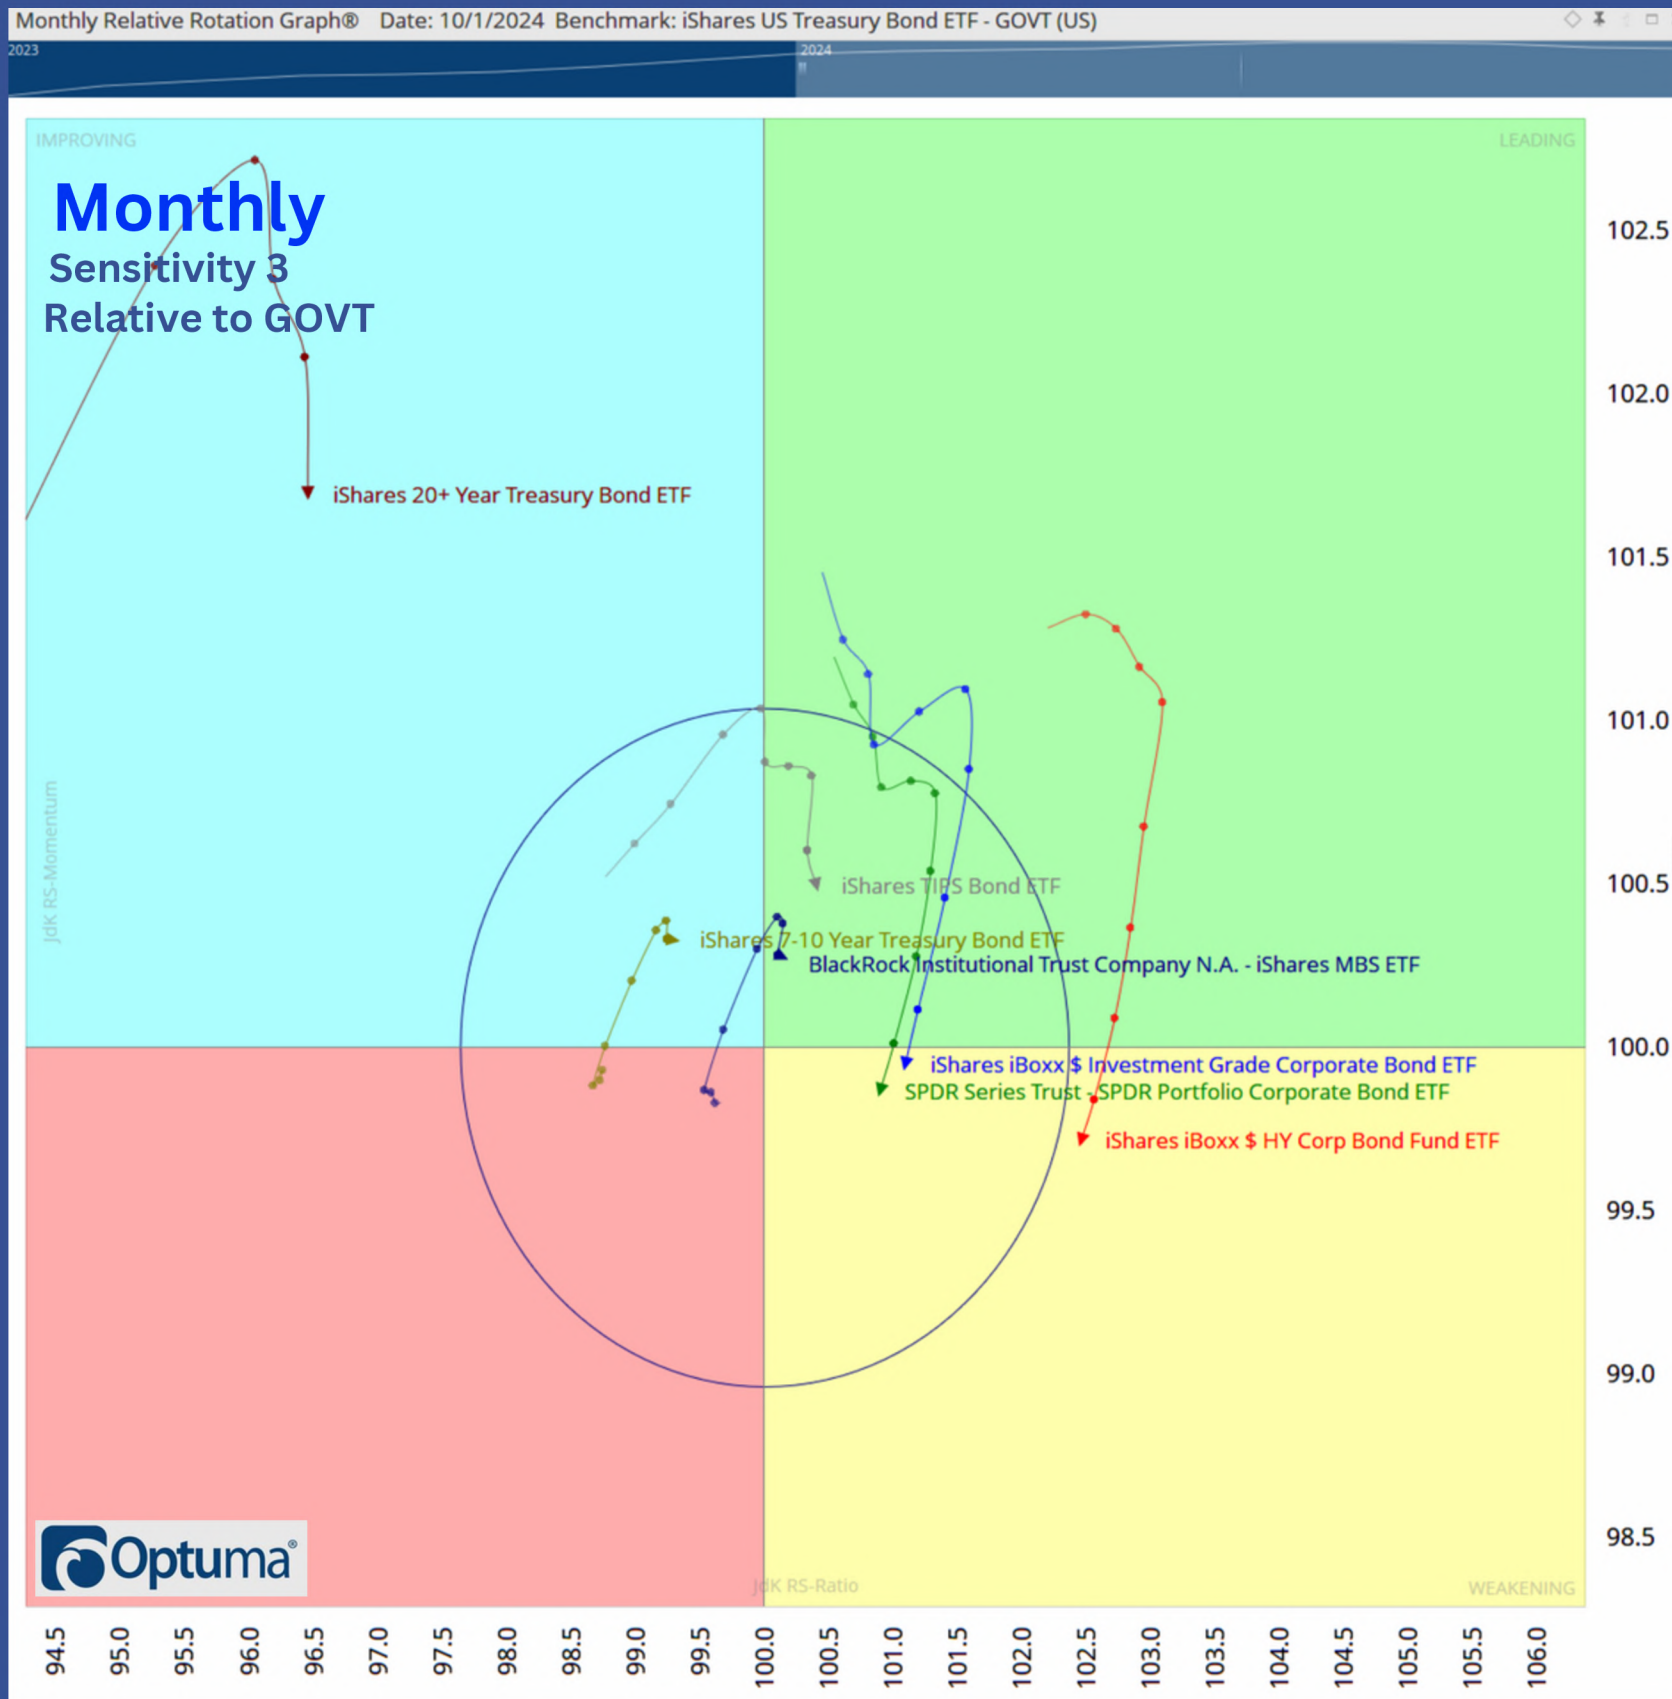 Monthly Relative Rotation Graph® Date: 10/1/2024 Benchmark: iShares US Treasury Bond ETF - GOVT (US)
2023
2024
IMPROVING
LEADING
Monthly
Sensitivity 3
Relative to GOVT
102.5
102.0
iShares 20+ Year Treasury Bond ETF
101.5
101.0
JdK RS-Momentum
iShares TIPS Bond ETF
100.5
iShares 7-10 Year Treasury Bond ETF
BlackRock Institutional Trust Company N.A. - iShares MBS ETF
100.0
iShares iBoxx $ Investment Grade Corporate Bond ETF
SPDR Series Trust - SPDR Portfolio Corporate Bond ETF
iShares iBoxx $ HY Corp Bond Fund ETF
99.5
99.0
98.5
Optuma®
JdK RS-Ratio
WEAKENING
94.5 95.0 95.5 96.0 96.5 97.0 97.5 98.0 98.5 99.0 99.5 100.0 100.5 101.0 101.5 102.0 102.5 103.0 103.5 104.0 104.5 105.0 105.5 106.0